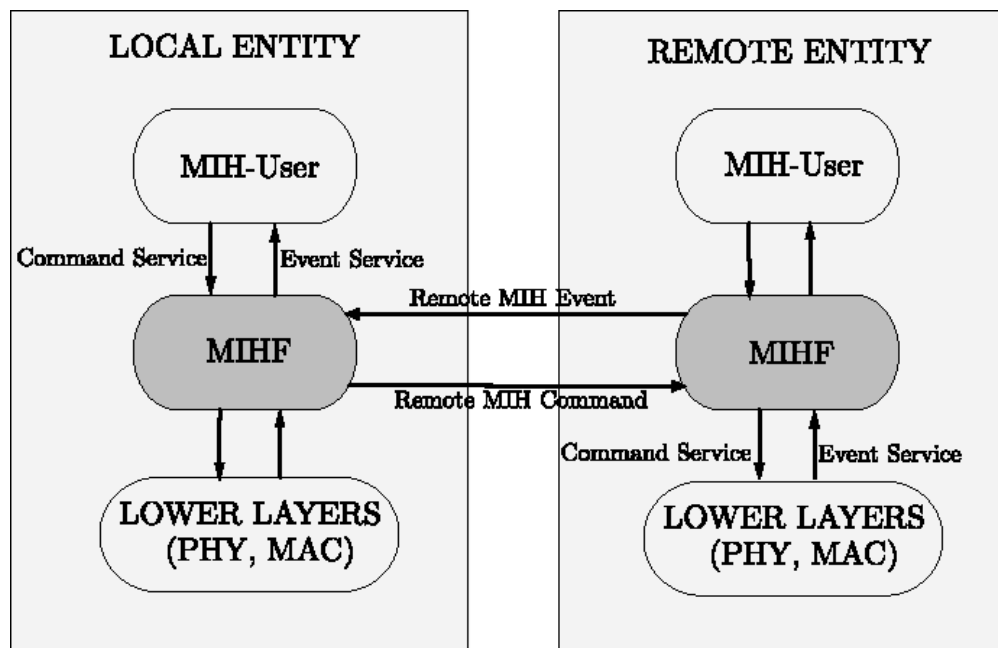 LOCAL ENTITY
REMOTE ENTITY
MIH-User
MIH-User
Command Service
Event Service
Remote MIH Event
MIHF
MIHF
Remote MIH Command
Command Service
Event Service
LOWER LAYERS
(PHY, MAC)
LOWER LAYERS
(PHY, MAC)